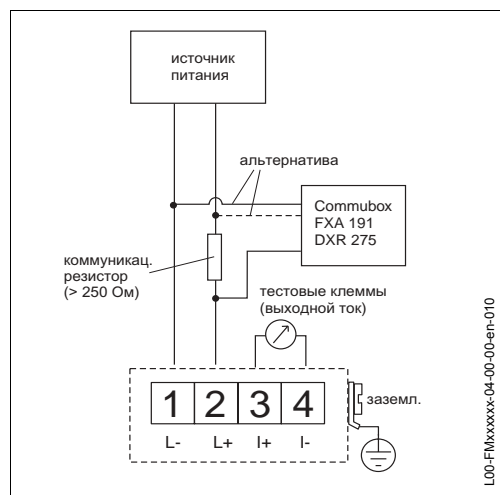 источник
питания
альтернатива
Commubox
FXA 191
DXR 275
коммуникац.
резистор
(> 250 Ом)
тестовые клеммы
(выходной ток)
1 2 3 4
L- L+ I+ I-
заземл.
L00-FMxxxxxx-04-00-00-en-010